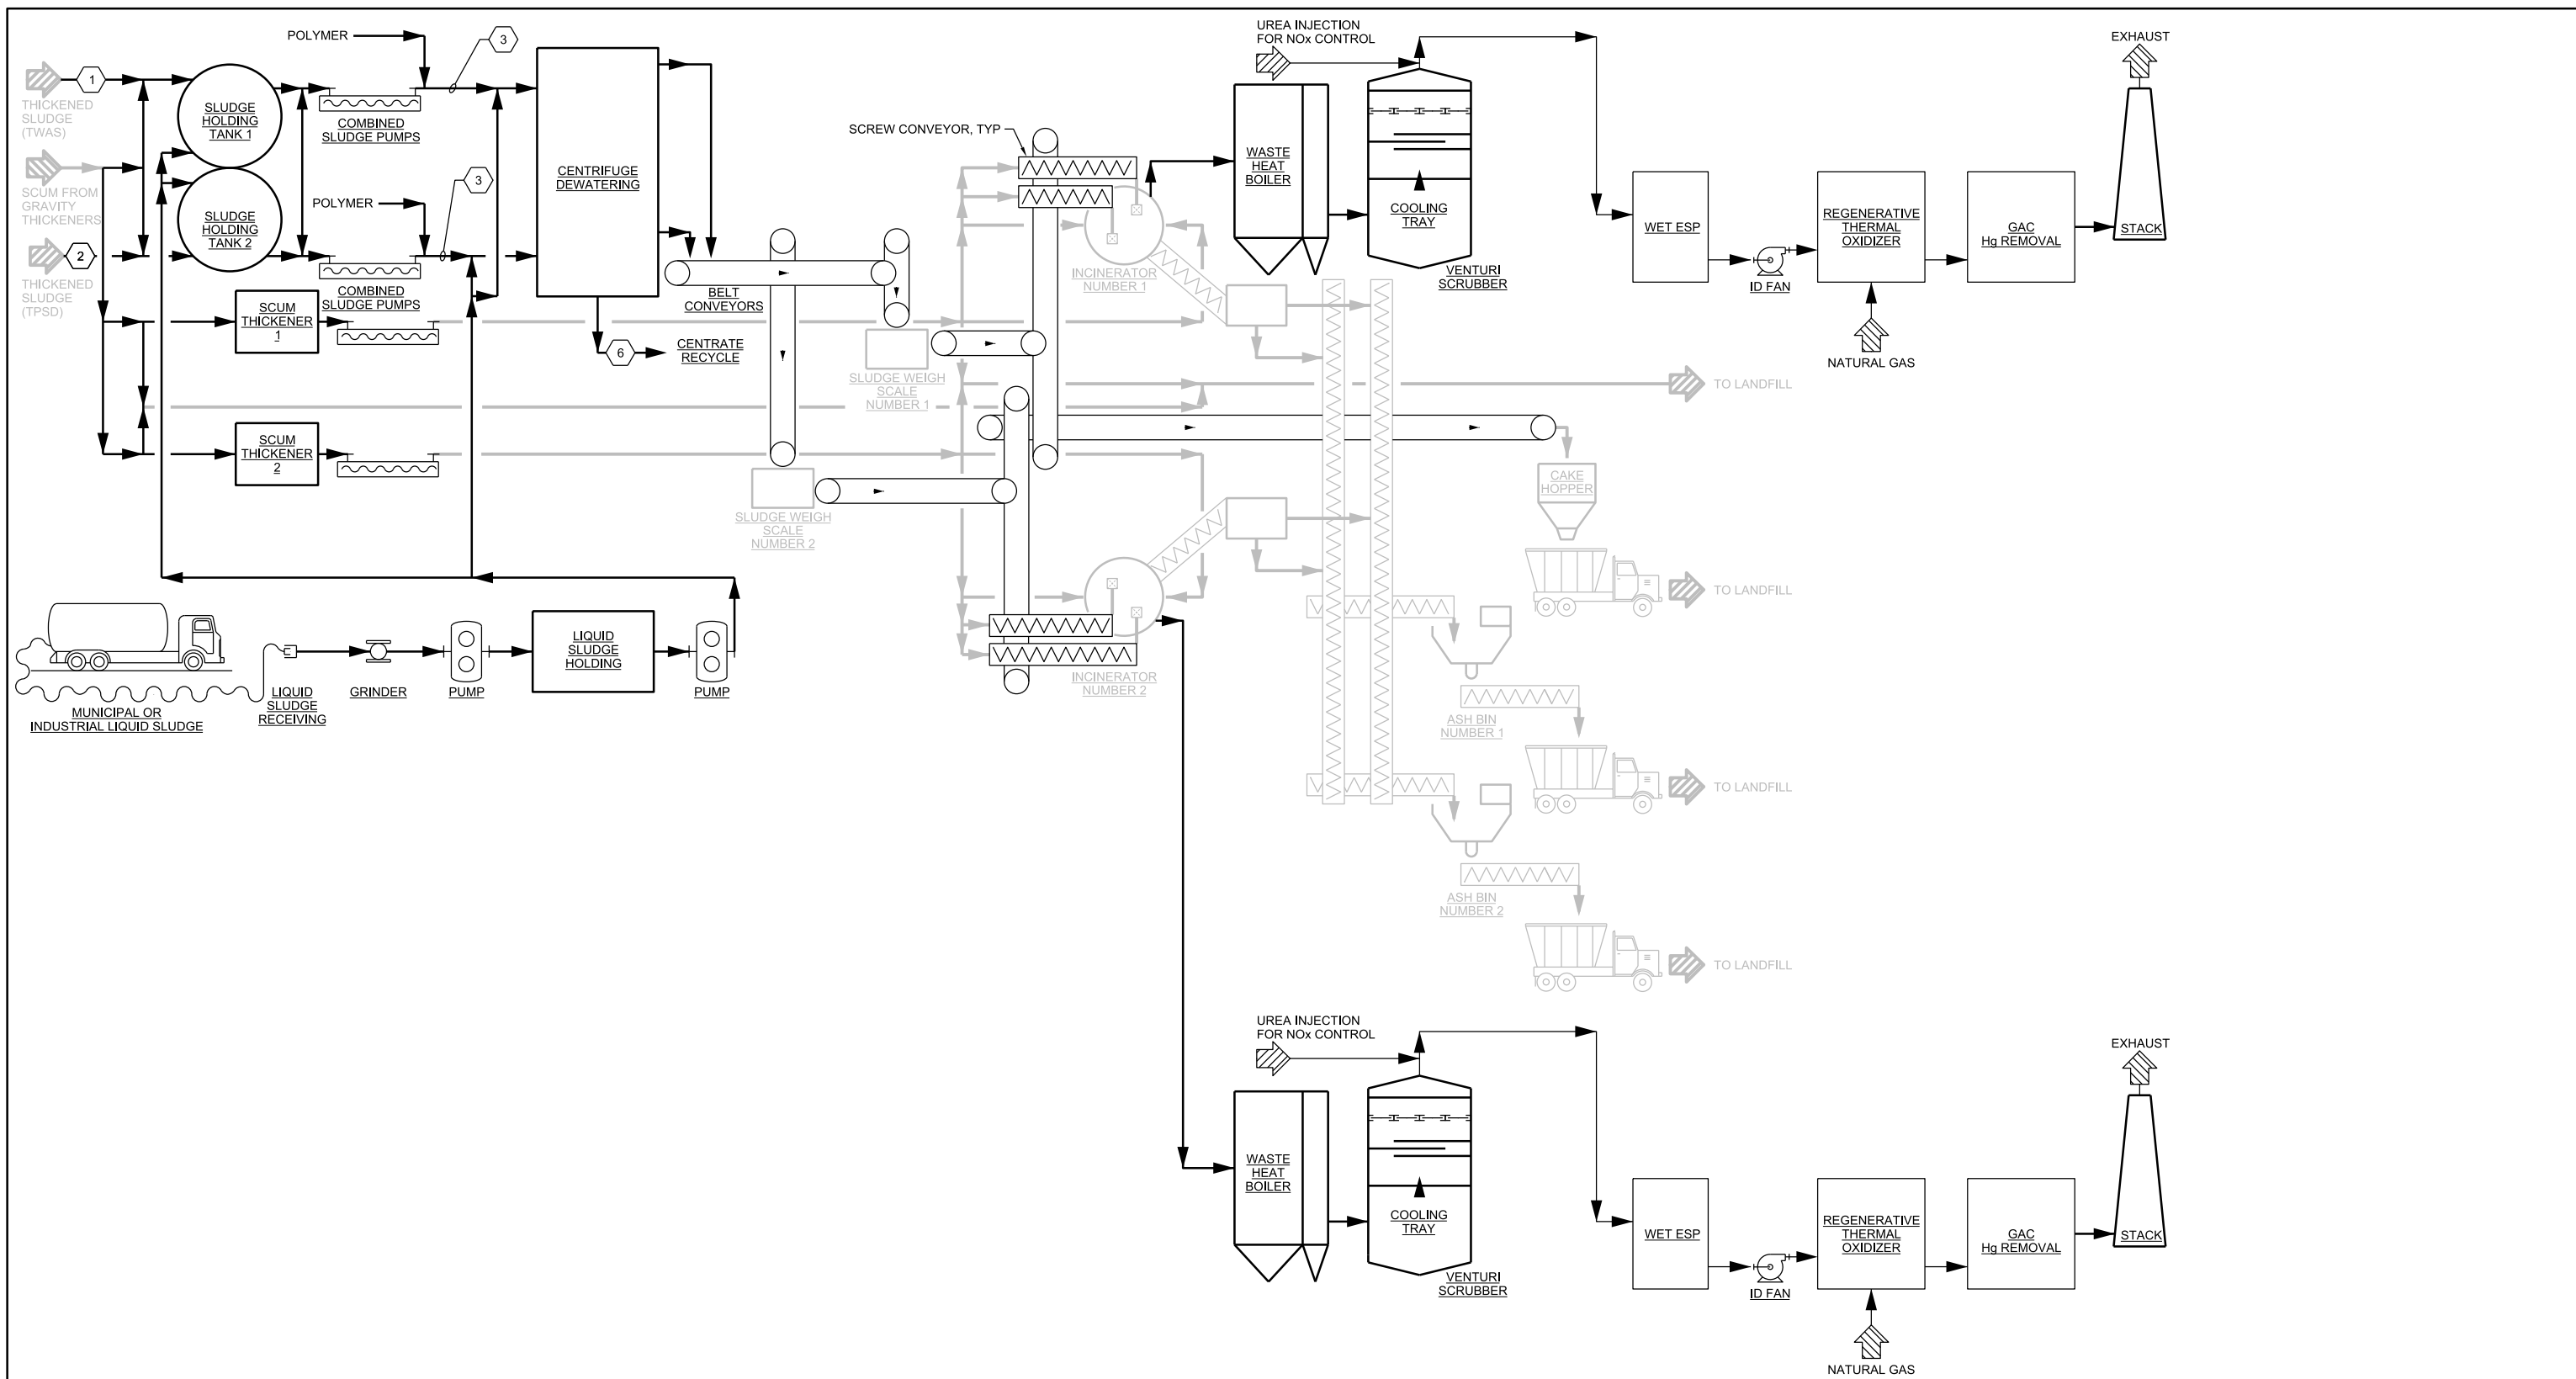 POLYMER
3
1
THICKENED
SLUDGE
(TWAS)
SLUDGE
HOLDING
TANK 1
COMBINED
SLUDGE PUMPS
SCUM FROM
GRAVITY
THICKENERS
POLYMER
3
SLUDGE
HOLDING
TANK 2
2
THICKENED
SLUDGE
(TPSD)
COMBINED
SLUDGE PUMPS
CENTRIFUGE
DEWATERING
SCUM
THICKENER
1
SCUM
THICKENER
2
6
CENTRATE
RECYCLE
BELT
CONVEYORS
SLUDGE WEIGH
SCALE
NUMBER 1
SLUDGE WEIGH
SCALE
NUMBER 2
SCREW CONVEYOR, TYP
INCINERATOR
NUMBER 1
INCINERATOR
NUMBER 2
MUNICIPAL OR
INDUSTRIAL LIQUID SLUDGE
LIQUID
SLUDGE
RECEIVING
GRINDER
PUMP
LIQUID
SLUDGE
HOLDING
PUMP
UREA INJECTION
FOR NOx CONTROL
WASTE
HEAT
BOILER
COOLING
TRAY
VENTURI
SCRUBBER
WET ESP
ID FAN
REGENERATIVE
THERMAL
OXIDIZER
NATURAL GAS
GAC
Hg REMOVAL
EXHAUST
STACK
TO LANDFILL
CAKE
HOPPER
TO LANDFILL
ASH BIN
NUMBER 1
TO LANDFILL
ASH BIN
NUMBER 2
TO LANDFILL
UREA INJECTION
FOR NOx CONTROL
WASTE
HEAT
BOILER
COOLING
TRAY
VENTURI
SCRUBBER
WET ESP
ID FAN
REGENERATIVE
THERMAL
OXIDIZER
NATURAL GAS
GAC
Hg REMOVAL
EXHAUST
STACK